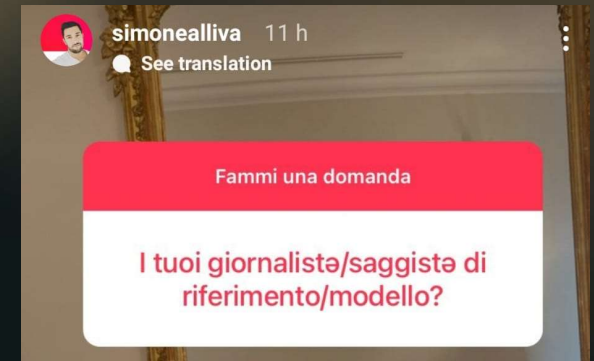 simonealliva 11 h
See translation
Fammi una domanda
I tuoi giornalistə/saggistə di
riferimento/modello?